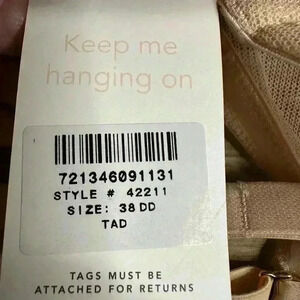 Keep me
hanging on
721346091131
STYLE # 42211
SIZE: 38DD
TAD
TAGS MUST BE
ATTACHED FOR RETURNS